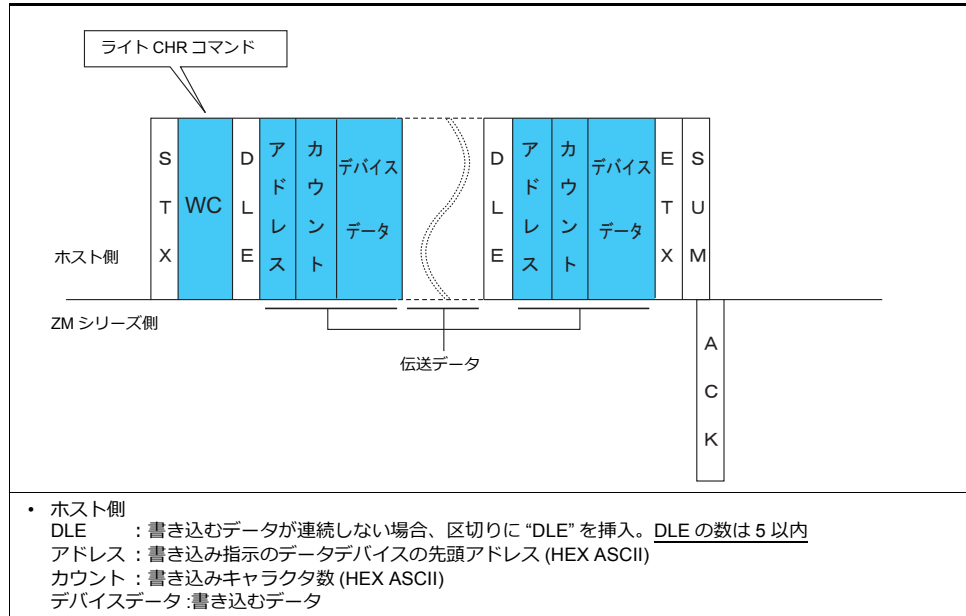 ライト CHR コマンド
STX
WC
DLE
アドレス
カウント
デバイス
データ
DLE
アドレス
カウント
デバイス
データ
ETX
SUM
ホスト側
ZM シリーズ側
伝送データ
ACK
• ホスト側
DLE ：書き込むデータが連続しない場合、区切りに “DLE” を挿入。DLE の数は 5 以内
アドレス ：書き込み指示のデータデバイスの先頭アドレス (HEX ASCII)
カウント ：書き込みキャラクタ数 (HEX ASCII)
デバイスデータ :書き込むデータ